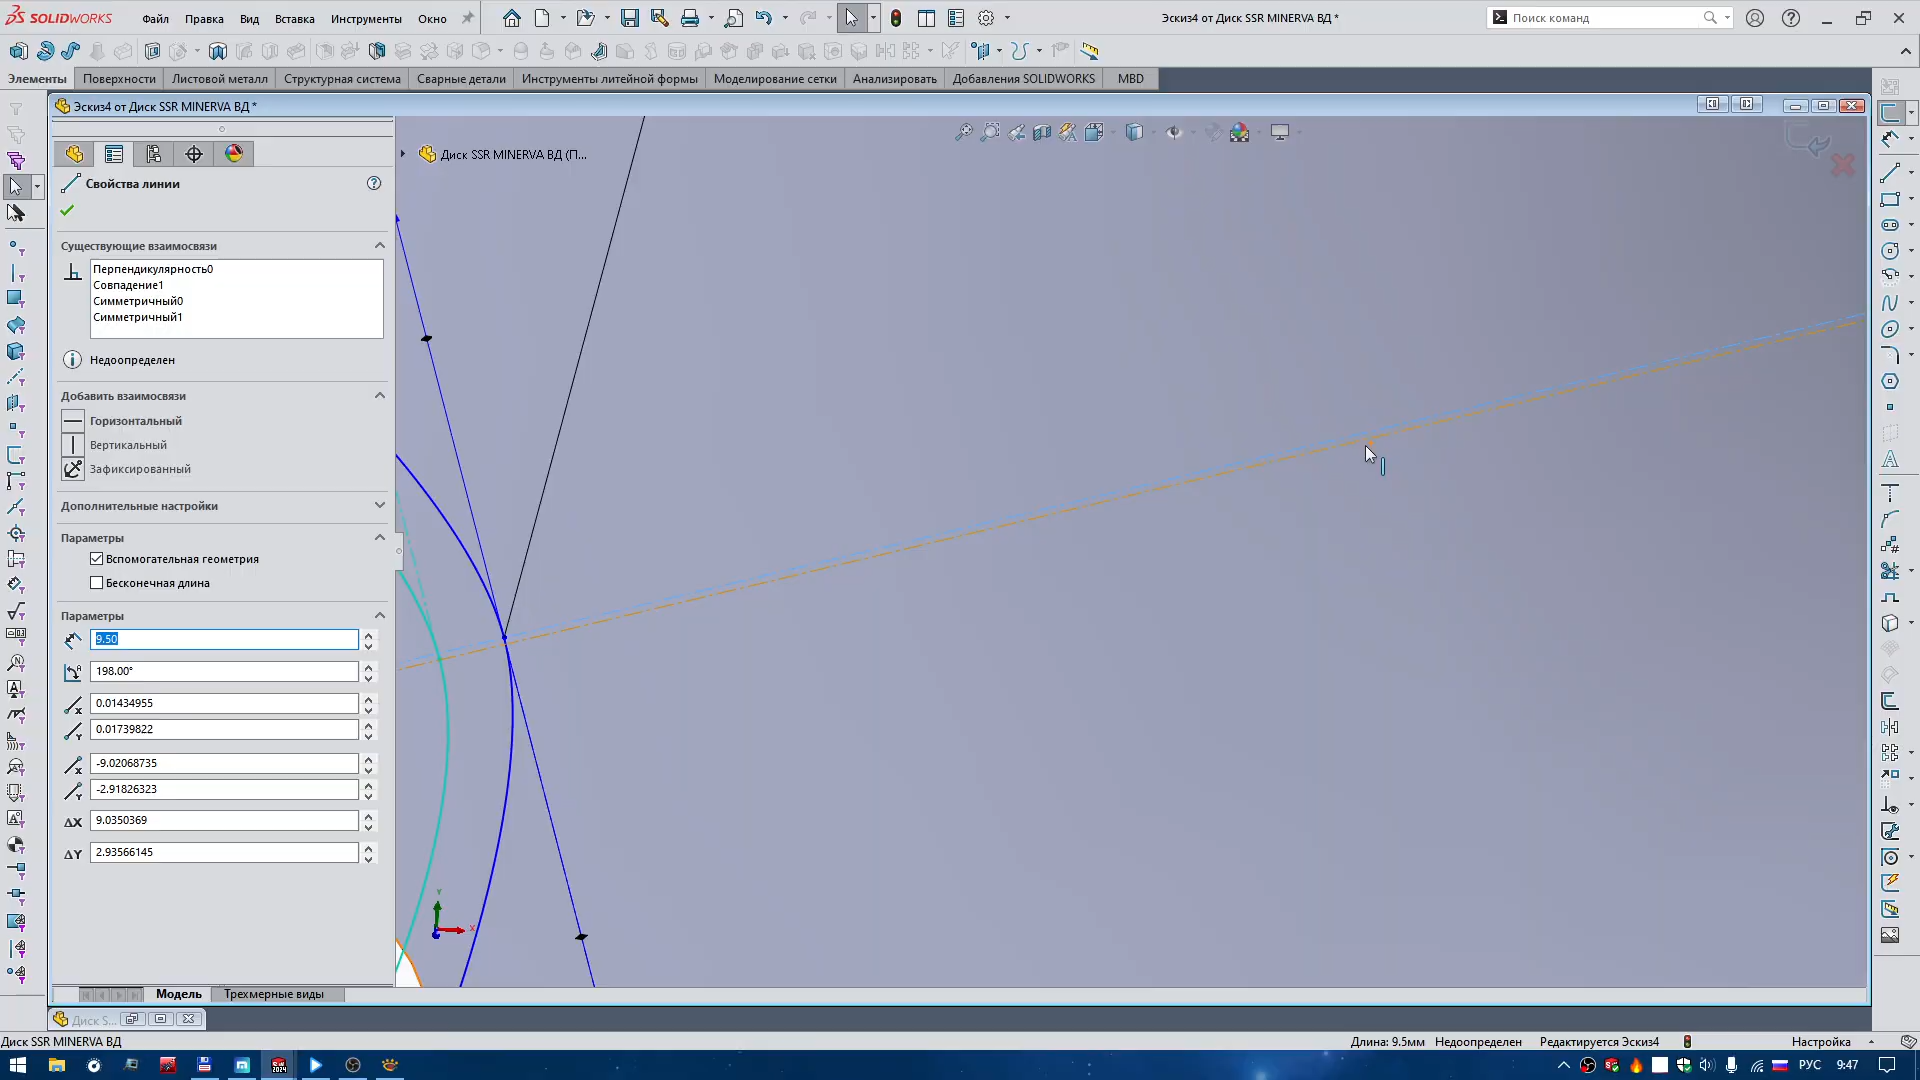 SOLIDWORKS
Файл Правка Вид Вставка Инструменты Окно
Эскиз4 от Диск SSR MINERVA ВД *
Поиск команд
Элементы Поверхности Листовой металл Структурная система Сварные детали Инструменты литейной формы Моделирование сетки Анализировать Добавления SOLIDWORKS MBD
Эскиз4 от Диск SSR MINERVA ВД *
Диск SSR MINERVA ВД (П...
Свойства линии
Существующие взаимосвязи
Перпендикулярность0
Совпадение1
Симметричный0
Симметричный1
Недоопределен
Добавить взаимосвязи
Горизонтальный
Вертикальный
Зафиксированный
Дополнительные настройки
Параметры
Вспомогательная геометрия
Бесконечная длина
Параметры
9.50
198.00°
0.01434955
0.01739822
-9.02068735
-2.91826323
ΔX 9.0350369
ΔY 2.93566145
Y
X
Модель Трехмерные виды
Диск S...
Диск SSR MINERVA ВД
Длина: 9.5мм Недоопределен Редактируется Эскиз4 Настройка
РУС 9:47